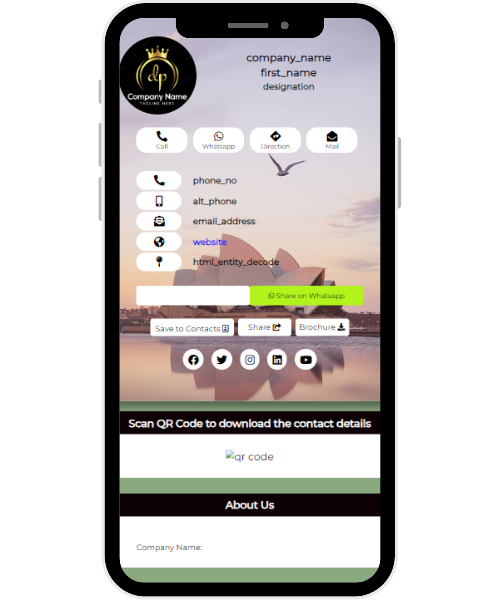 dp
Company Name
TAGLINE HERE
company_name
first_name
designation
Call Whatsapp Direction Mail
phone_no
alt_phone
email_address
website
html_entity_decode
Share on Whatsapp
Save to Contacts Share Brochure
Scan QR Code to download the contact details
qr code
About Us
Company Name: